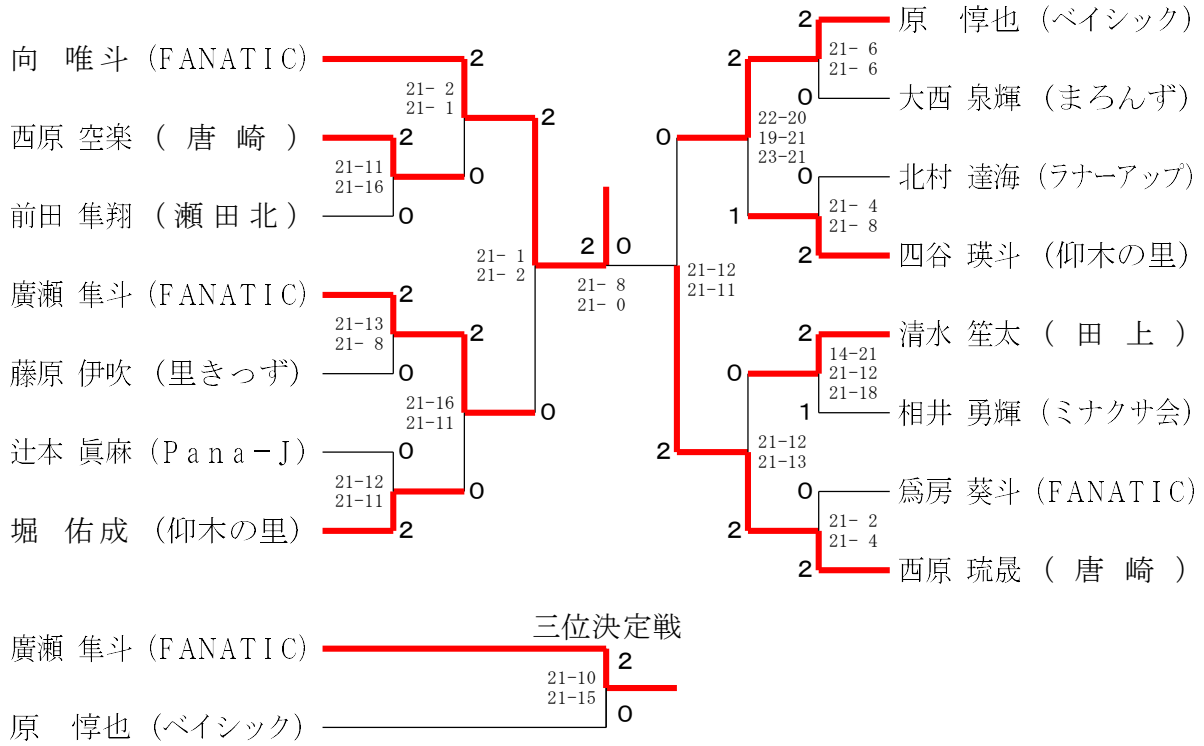 向 唯斗 (FANATIC)
2
21- 2
21- 1
西原 空楽 ( 唐 崎 )
2
21-11
21-16
0
前田 隼翔 (瀬田北)
0
2
21- 1
21- 2
廣瀬 隼斗 (FANATIC)
2
21-13
21- 8
2
藤原 伊吹 (里きっず)
0
21-16
21-11
0
辻本 眞麻 (Pana-J)
0
21-12
21-11
0
堀 佑成 (仰木の里)
2
2 0
21- 8
21- 0
2 原 惇也 (ベイシック)
21- 6
21- 6
2
0 大西 泉輝 (まろんず)
22-20
19-21
23-21
0
0 北村 達海 (ラナーアップ)
21- 4
21- 8
1
2 四谷 瑛斗 (仰木の里)
21-12
21-11
2 清水 笙太 ( 田 上 )
14-21
21-12
21-18
0
1 相井 勇輝 (ミナクサ会)
21-12
21-13
2
0 爲房 葵斗 (FANATIC)
21- 2
21- 4
2
2 西原 琉晟 ( 唐 崎 )
三位決定戦
廣瀬 隼斗 (FANATIC)
2
21-10
21-15
0
原 惇也 (ベイシック)